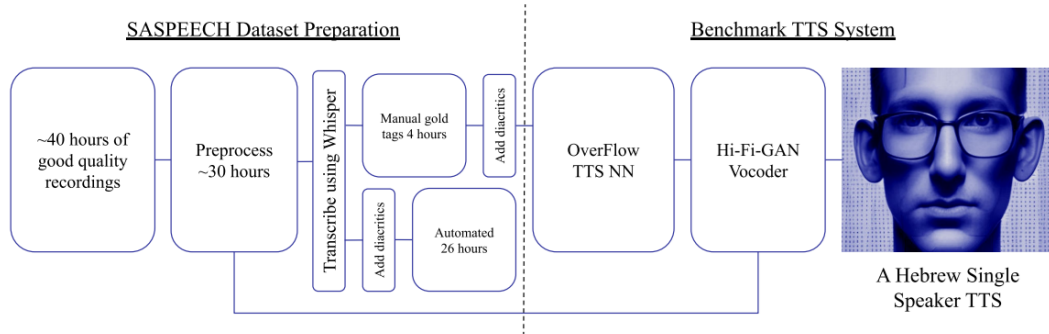 SASPEECH Dataset Preparation
Benchmark TTS System
~40 hours of
good quality
recordings
Preprocess
~30 hours
Transcribe using Whisper
Manual gold
tags 4 hours
Add diacritics
Add diacritics
Automated
26 hours
OverFlow
TTS NN
Hi-Fi-GAN
Vocoder
A Hebrew Single
Speaker TTS